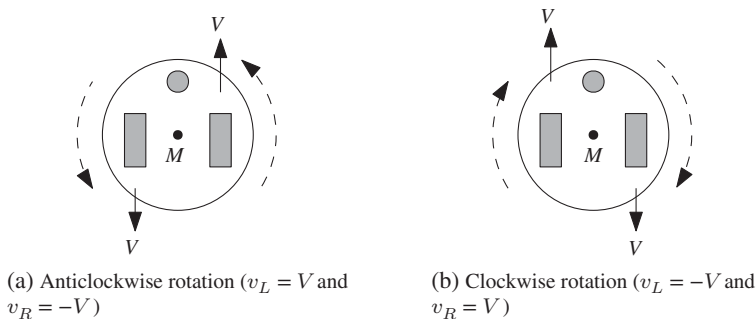 V
V
M
M
V
V
(a) Anticlockwise rotation (v_L = V and
v_R = −V)
(b) Clockwise rotation (v_L = −V and
v_R = V)